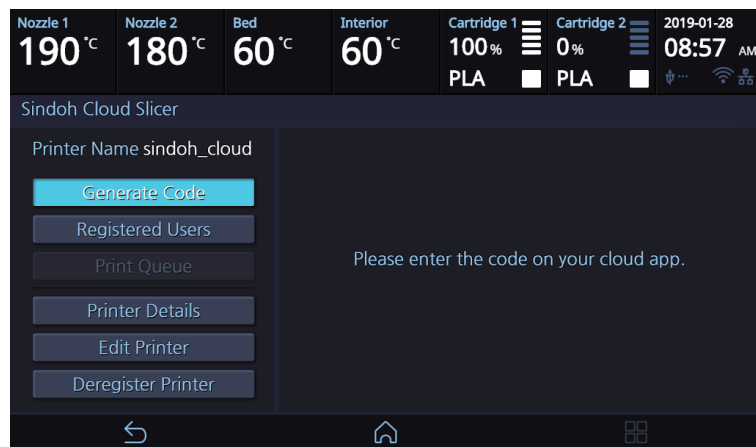 Nozzle 1 Nozzle 2 Bed Interior Cartridge 1 Cartridge 2 2019-01-28
190°C 180°C 60°C 60°C 100% 0% 08:57 AM
PLA PLA
Sindoh Cloud Slicer
Printer Name sindoh_cloud
Generate Code
Registered Users
Print Queue
Please enter the code on your cloud app.
Printer Details
Edit Printer
Deregister Printer